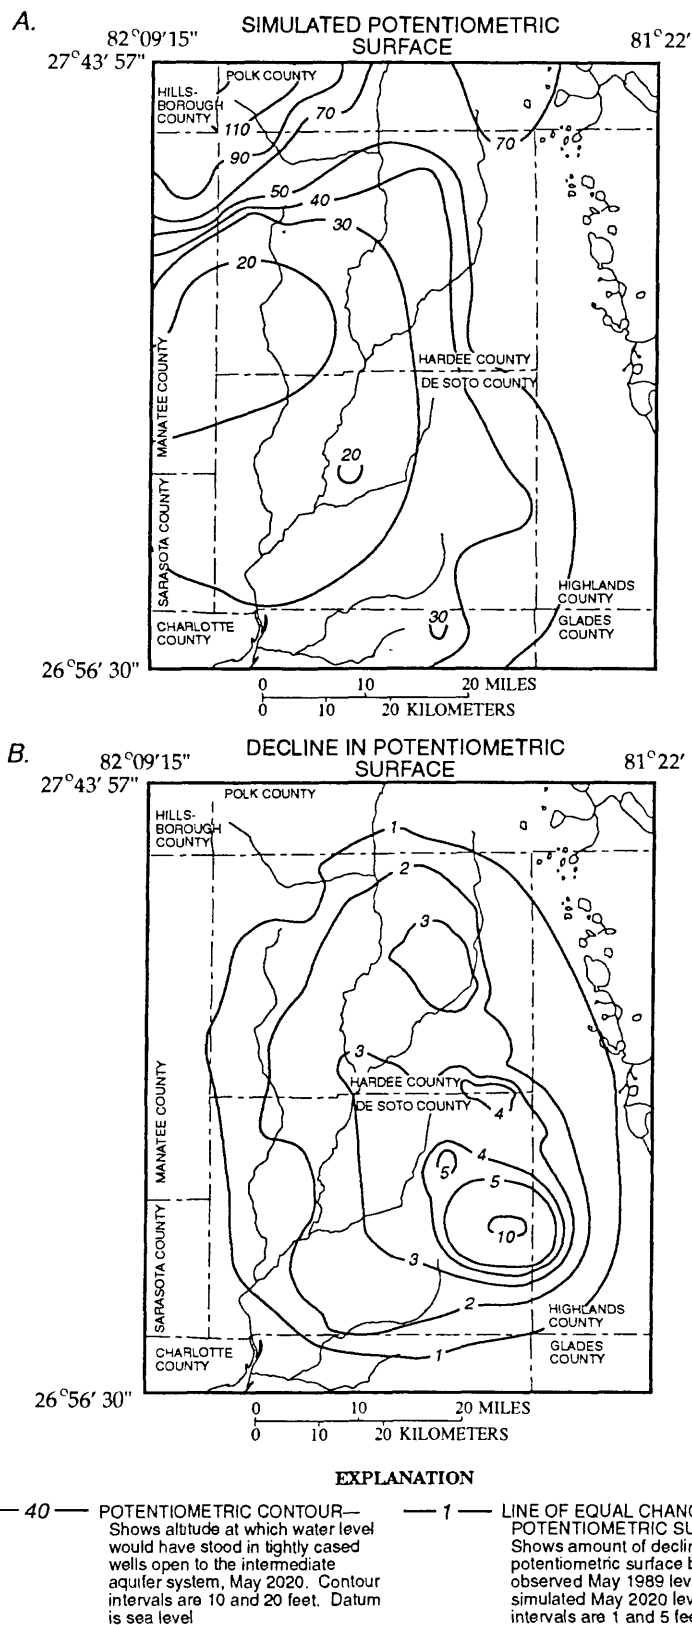 A.
SIMULATED POTENTIOMETRIC
SURFACE
82°09'15"
81°22'
27°43' 57"
POLK COUNTY
HILLS-
BOROUGH
COUNTY
110
70
70
90
50
40
30
20
HARDEE COUNTY
DE SOTO COUNTY
MANATEE COUNTY
20
SARASOTA COUNTY
HIGHLANDS
COUNTY
30
GLADES
COUNTY
CHARLOTTE
COUNTY
26°56' 30"
0 10 20 MILES
0 10 20 KILOMETERS
B.
DECLINE IN POTENTIOMETRIC
SURFACE
82°09'15"
81°22'
27°43' 57"
POLK COUNTY
HILLS-
BOROUGH
COUNTY
1
2
3
3
HARDEE COUNTY
DE SOTO COUNTY
4
MANATEE COUNTY
4
5
5
10
3
SARASOTA COUNTY
2
HIGHLANDS
COUNTY
GLADES
COUNTY
CHARLOTTE
COUNTY
1
26°56' 30"
0 10 20 MILES
0 10 20 KILOMETERS
EXPLANATION
— 40 — POTENTIOMETRIC CONTOUR—
Shows altitude at which water level
would have stood in tightly cased
wells open to the intermediate
aquifer system, May 2020. Contour
intervals are 10 and 20 feet. Datum
is sea level
— 1 — LINE OF EQUAL CHANG
POTENTIOMETRIC SU
Shows amount of declin
potentiometric surface b
observed May 1989 lev
simulated May 2020 lev
intervals are 1 and 5 fee